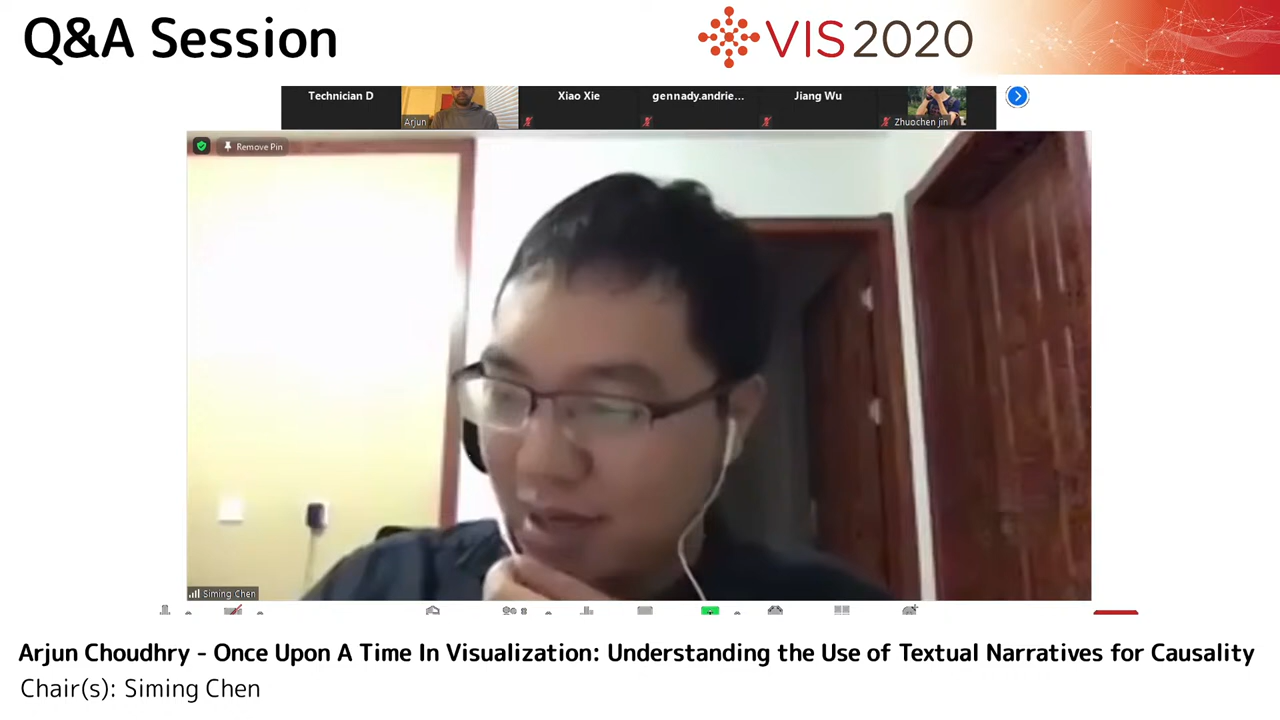 Q&A Session
VIS2020
Technician D
Arjun
Xiao Xie
gennady.andrie...
Jiang Wu
Zhuochen jin
Remove Pin
Siming Chen
Arjun Choudhry - Once Upon A Time In Visualization: Understanding the Use of Textual Narratives for Causality
Chair(s): Siming Chen